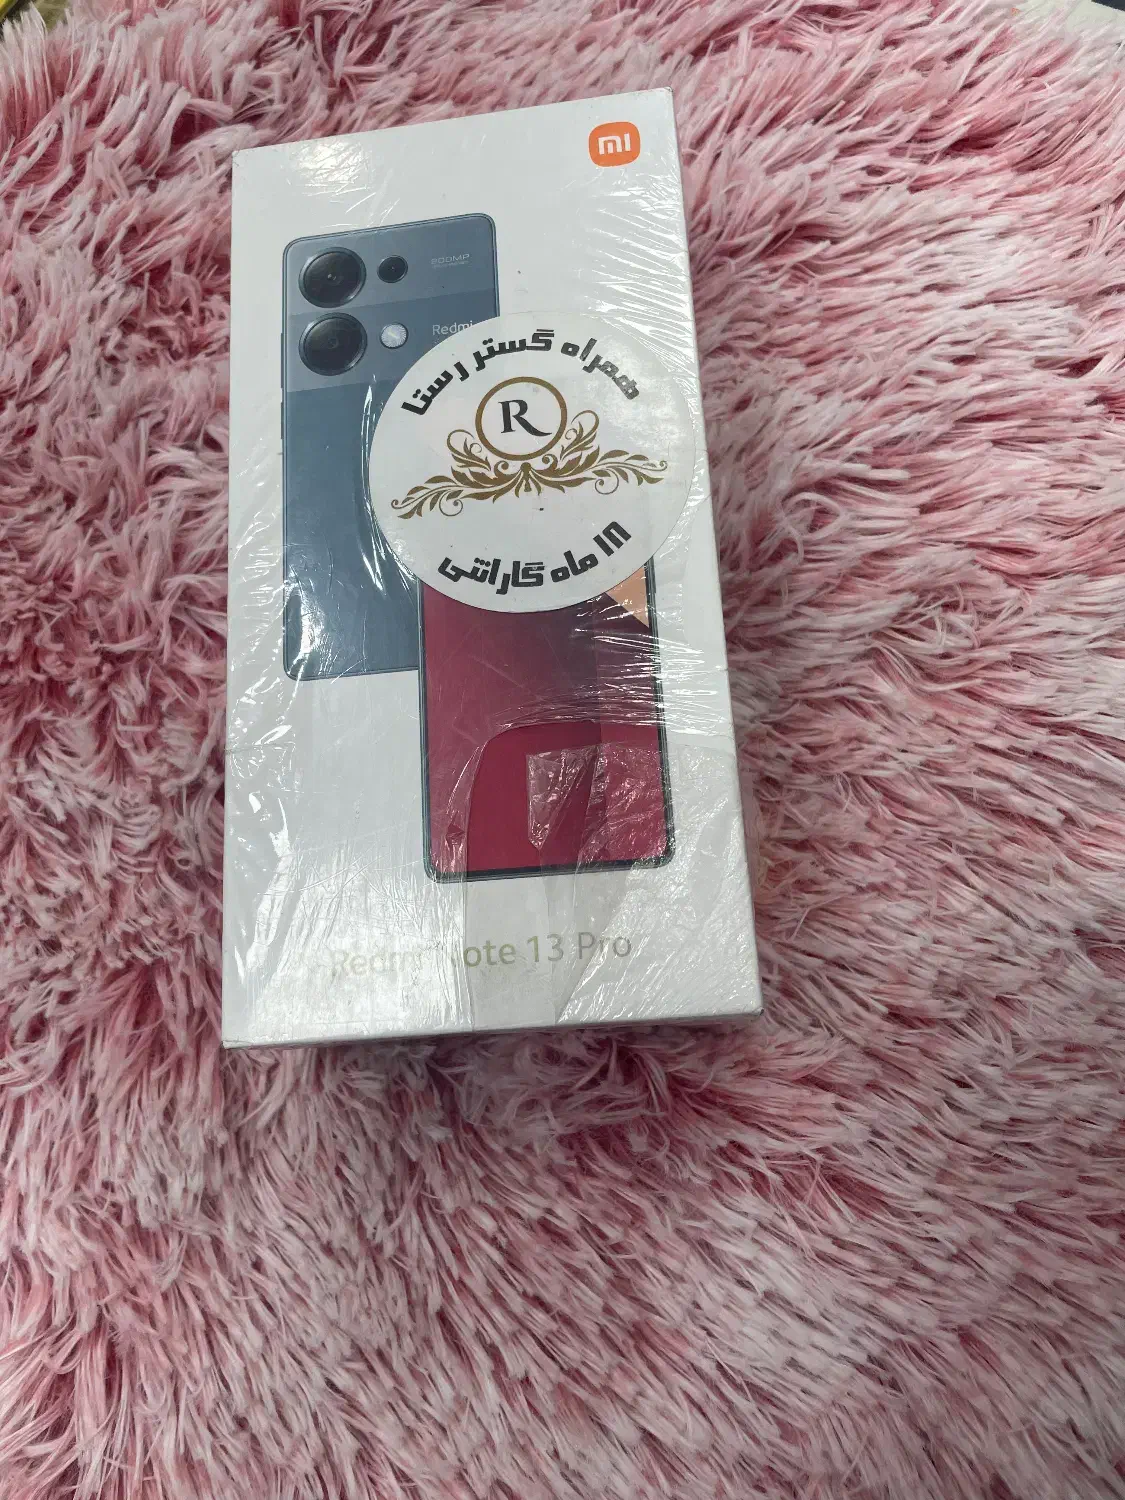 mi
200MP
Redmi
همراه گستر رستا
R
۱۸ ماه گارانتی
Redmi Note 13 Pro